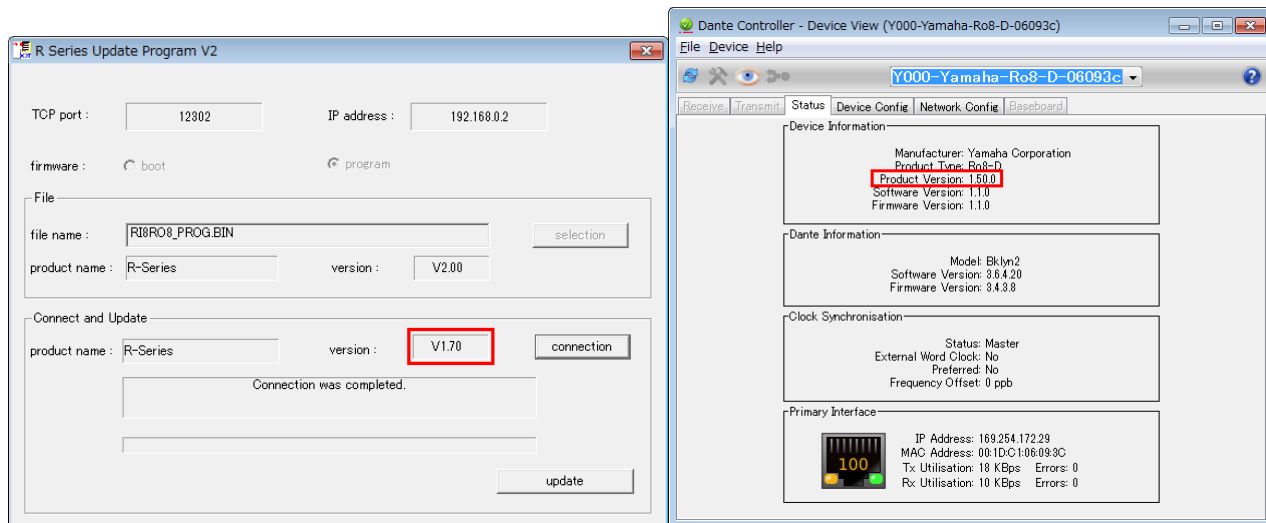 R Series Update Program V2
TCP port : 12302 IP address : 192.168.0.2
firmware : boot program
File
file name : RI8RO8_PROG.BIN selection
product name : R-Series version : V2.00
Connect and Update
product name : R-Series version : V1.70 connection
Connection was completed.
update
Dante Controller - Device View (Y000-Yamaha-Ro8-D-06093c)
File Device Help
Y000-Yamaha-Ro8-D-06093c
Receive Transmit Status Device Config Network Config Baseboard
Device Information
Manufacturer: Yamaha Corporation
Product Type: Ro8-D
Product Version: 1.50.0
Software Version: 1.1.0
Firmware Version: 1.1.0
Dante Information
Model: Bklyn2
Software Version: 3.6.4.20
Firmware Version: 3.4.3.8
Clock Synchronisation
Status: Master
External Word Clock: No
Preferred: No
Frequency Offset: 0 ppb
Primary Interface
100
IP Address: 169.254.172.29
MAC Address: 00:1D:C1:06:09:3C
Tx Utilisation: 18 KBps Errors: 0
Rx Utilisation: 10 KBps Errors: 0